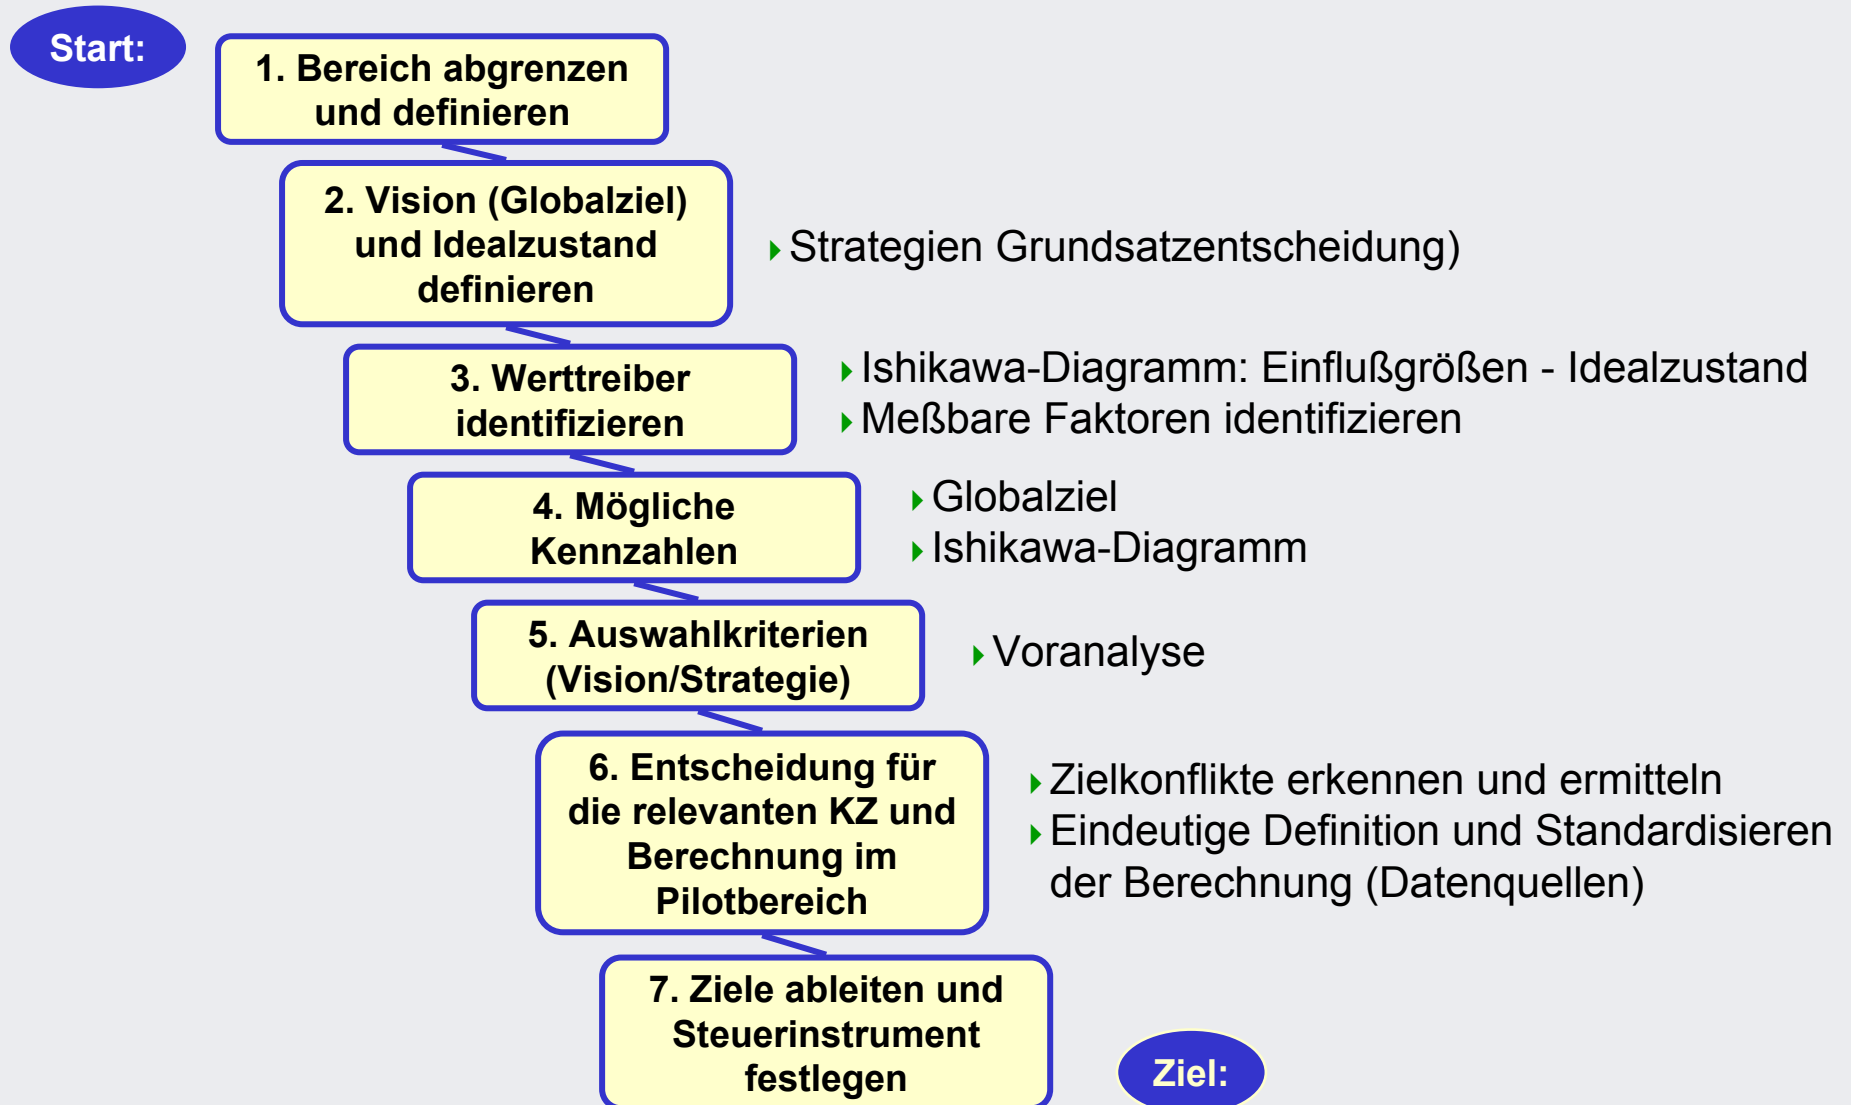 Start:
1. Bereich abgrenzen
und definieren
2. Vision (Globalziel)
und Idealzustand
definieren
Strategien Grundsatzentscheidung)
3. Werttreiber
identifizieren
Ishikawa-Diagramm: Einflußgrößen - Idealzustand
Meßbare Faktoren identifizieren
4. Mögliche
Kennzahlen
Globalziel
Ishikawa-Diagramm
5. Auswahlkriterien
(Vision/Strategie)
Voranalyse
6. Entscheidung für
die relevanten KZ und
Berechnung im
Pilotbereich
Zielkonflikte erkennen und ermitteln
Eindeutige Definition und Standardisieren
der Berechnung (Datenquellen)
7. Ziele ableiten und
Steuerinstrument
festlegen
Ziel: